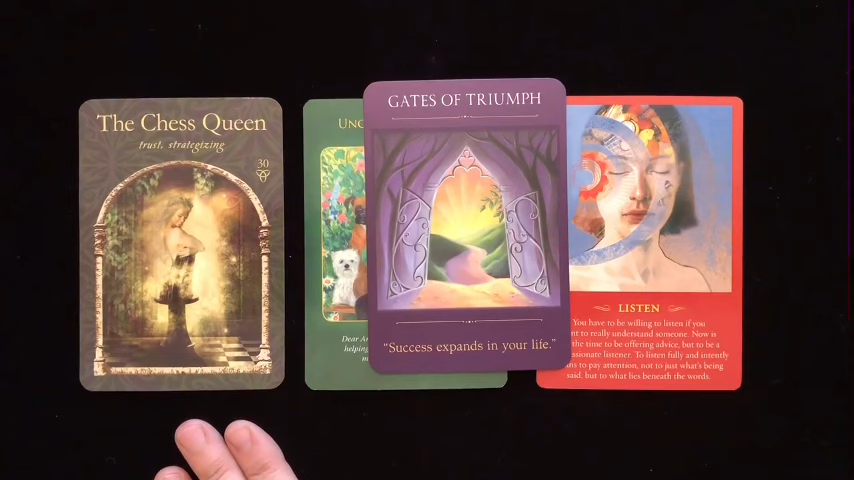 The Chess Queen
trust, strategizing
30
Dear
helping
GATES OF TRIUMPH
"Success expands in your life."
LISTEN
You have to be willing to listen if you
to really understand someone. Now is
the time to be offering advice, but to be a
listener. To listen fully and intently
to pay attention, not to just what's being
said, but to what lies beneath the words.